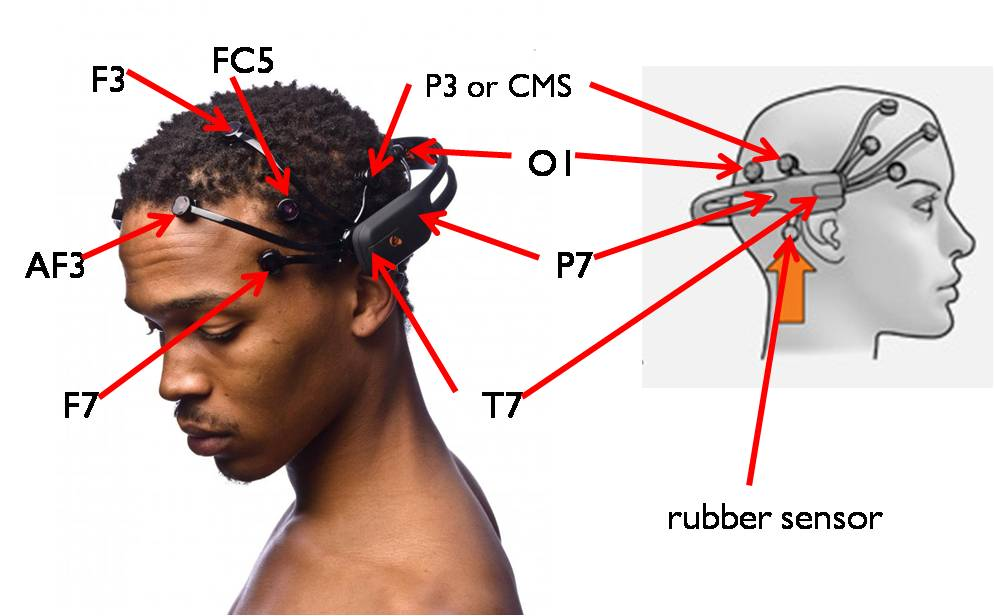 FC5
F3
P3 or CMS
O1
AF3
P7
F7
T7
rubber sensor